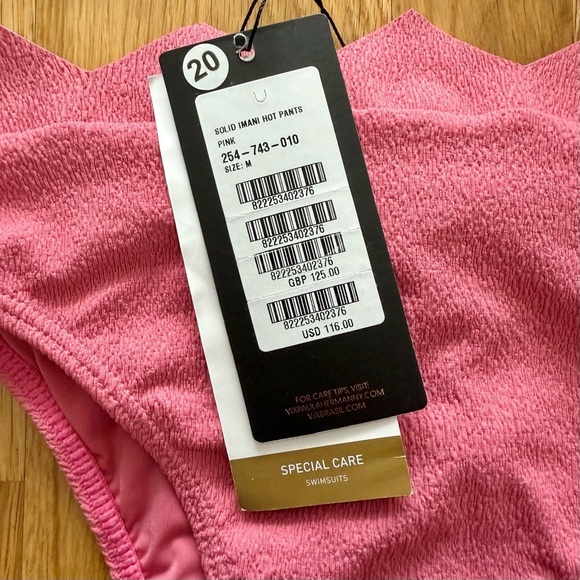 20
SOLID IMANI HOT PANTS
PINK
254-743-010
SIZE: M
822253402376
822253402376
822253402376
GBP 125.00
822253402376
USD 116.00
FOR CARE TIPS, VISIT:
VIXPAULAHERMANNY.COM/
VIXBRASIL.COM
SPECIAL CARE
SWIMSUITS